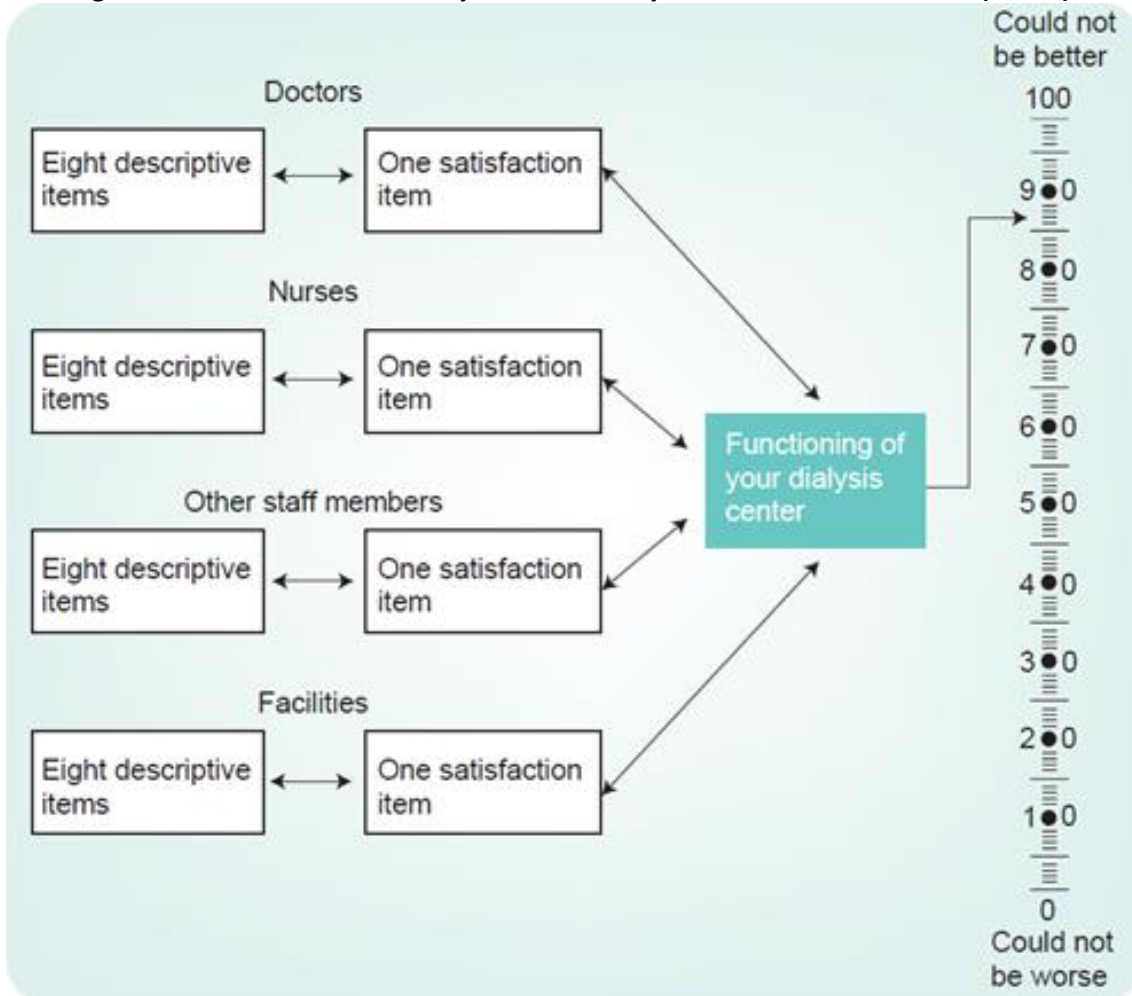 Could not
be better
100
Doctors
Eight descriptive
items
One satisfaction
item
90
Nurses
80
Eight descriptive
items
One satisfaction
item
70
60
Functioning of
your dialysis
center
Other staff members
50
Eight descriptive
items
One satisfaction
item
40
30
Facilities
20
Eight descriptive
items
One satisfaction
item
10
0
Could not
be worse